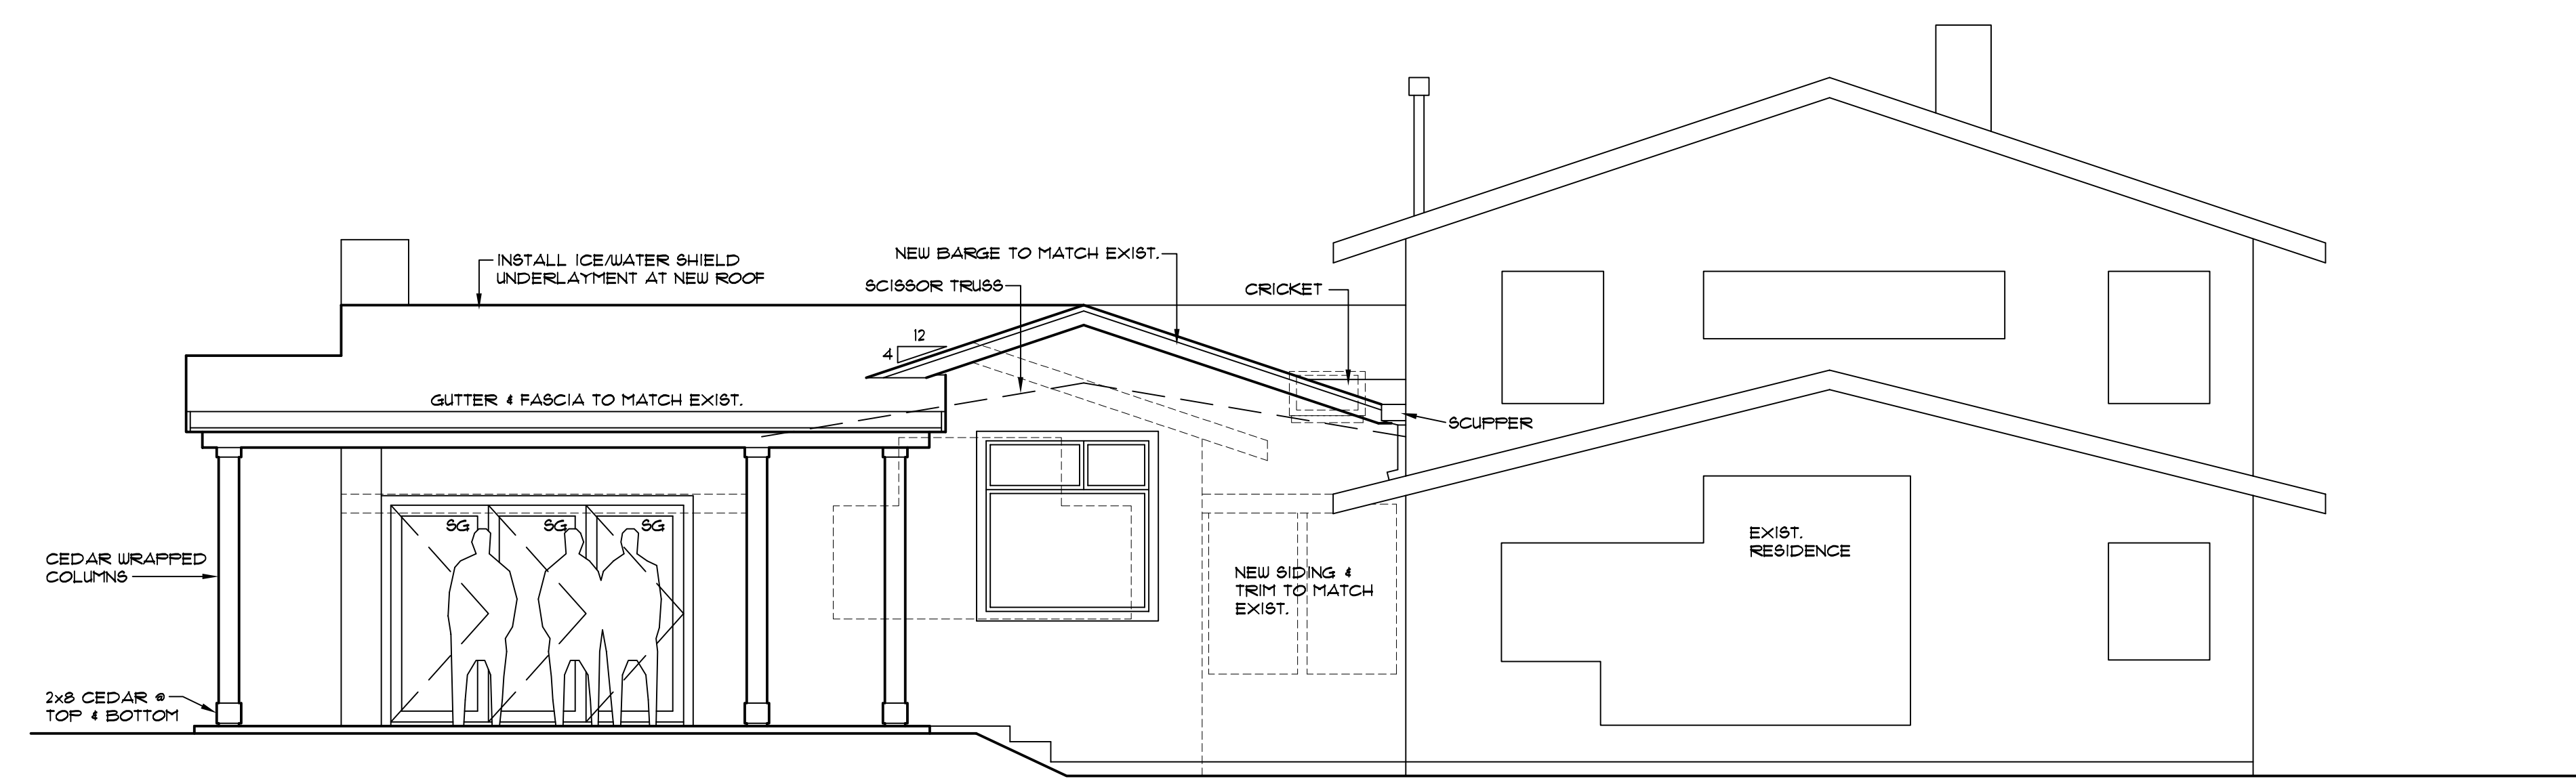 INSTALL ICE/WATER SHIELD
UNDERLAYMENT AT NEW ROOF
NEW BARGE TO MATCH EXIST.
SCISSOR TRUSS
CRICKET
12
4
GUTTER & FASCIA TO MATCH EXIST.
SCUPPER
SG
SG
SG
CEDAR WRAPPED
COLUMNS
EXIST.
RESIDENCE
NEW SIDING &
TRIM TO MATCH
EXIST.
2x8 CEDAR @
TOP & BOTTOM